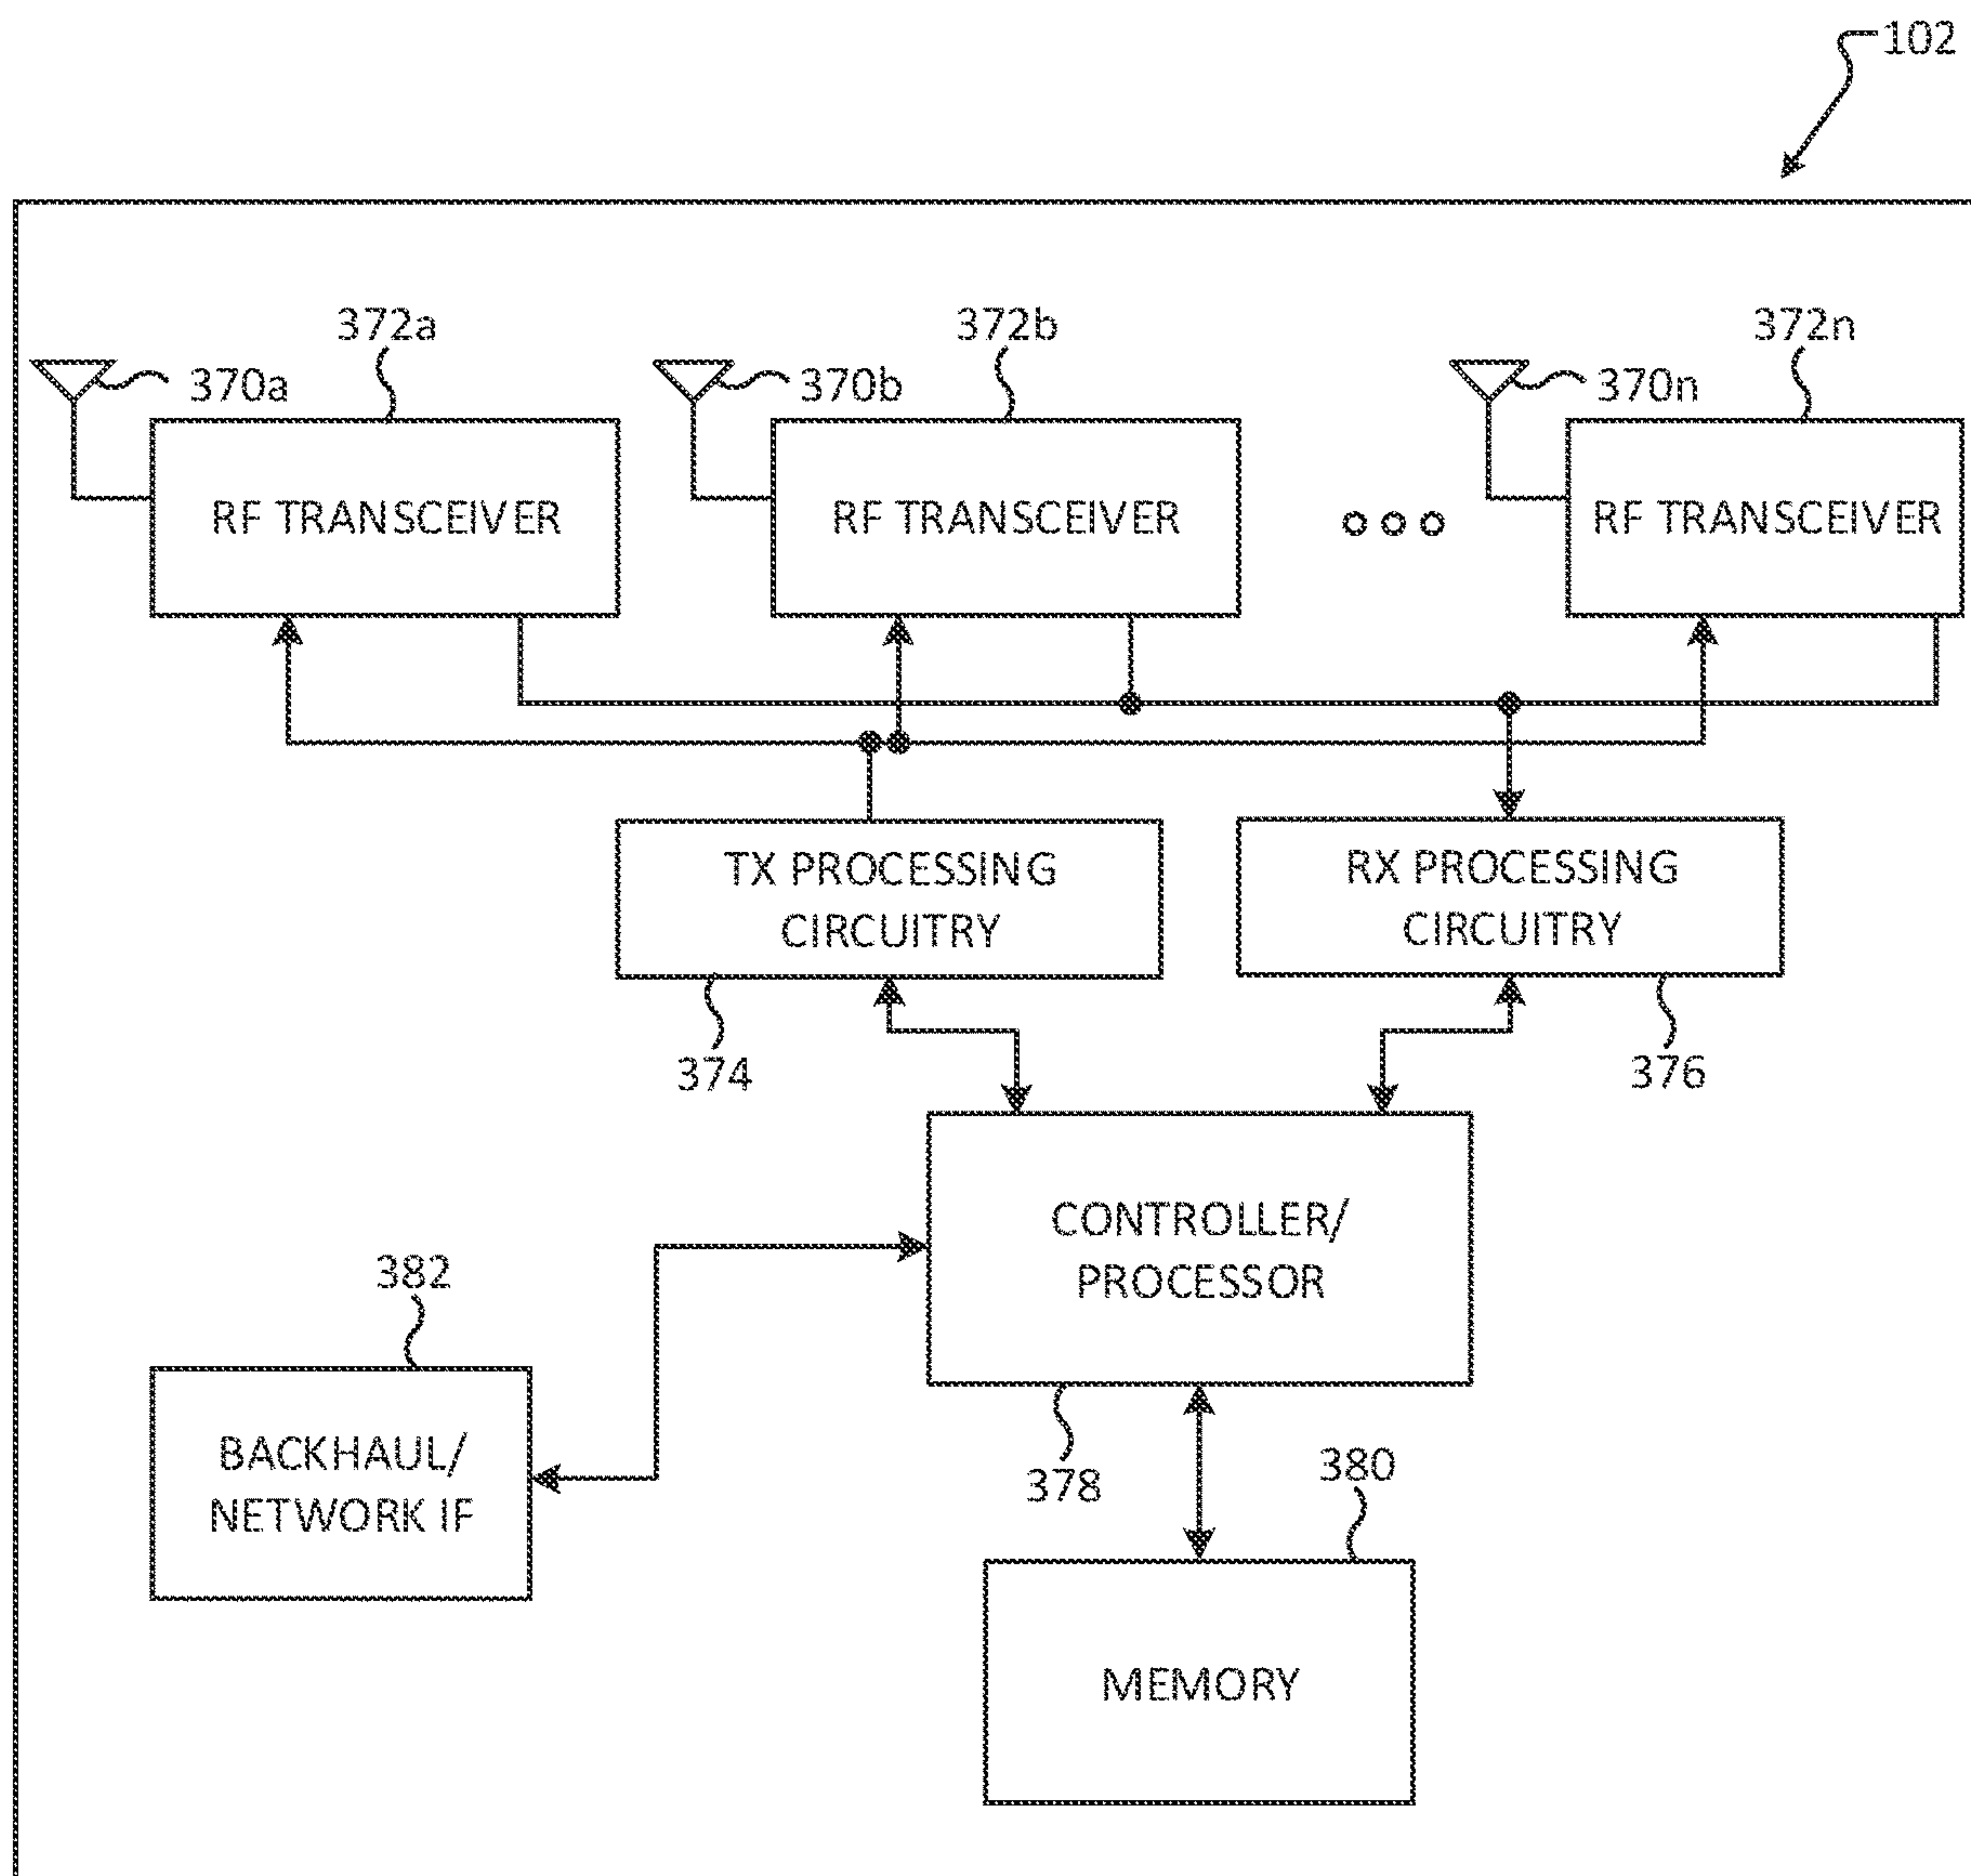 102
372a
372b
372n
370a
370b
370n
RF TRANSCEIVER
RF TRANSCEIVER
RF TRANSCEIVER
TX PROCESSING
CIRCUITRY
RX PROCESSING
CIRCUITRY
374
376
CONTROLLER/
PROCESSOR
382
BACKHAUL/
NETWORK IF
378
380
MEMORY